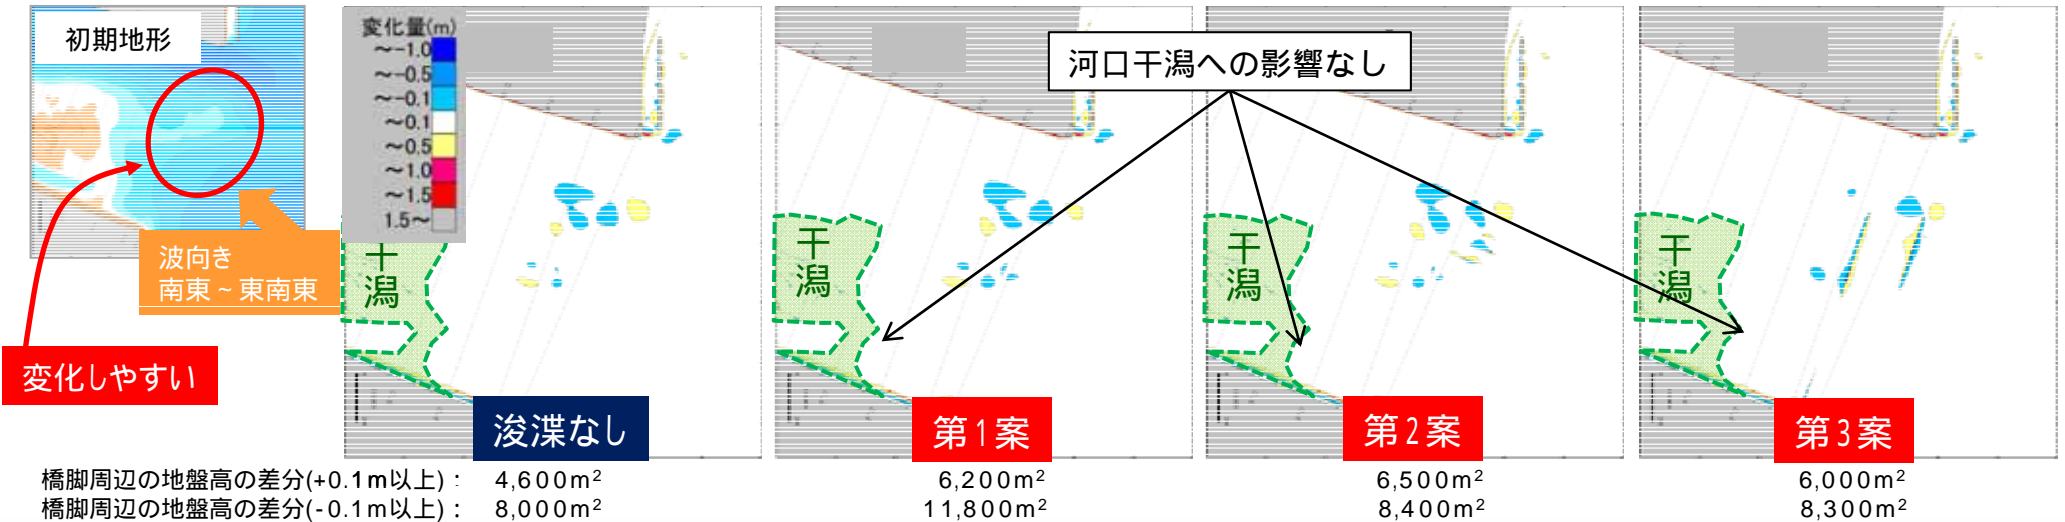 初期地形
変化量(m)
~-1.0
~-0.5
~-0.1
~0.1
~0.5
~1.0
~1.5
1.5~
河口干潟への影響なし
波向き
南東~東南東
変化しやすい
干潟
干潟
干潟
干潟
浚渫なし
第1案
第2案
第3案
橋脚周辺の地盤高の差分(+0.1m以上): 4,600m² 6,200m² 6,500m² 6,000m²
橋脚周辺の地盤高の差分(-0.1m以上): 8,000m² 11,800m² 8,400m² 8,300m²